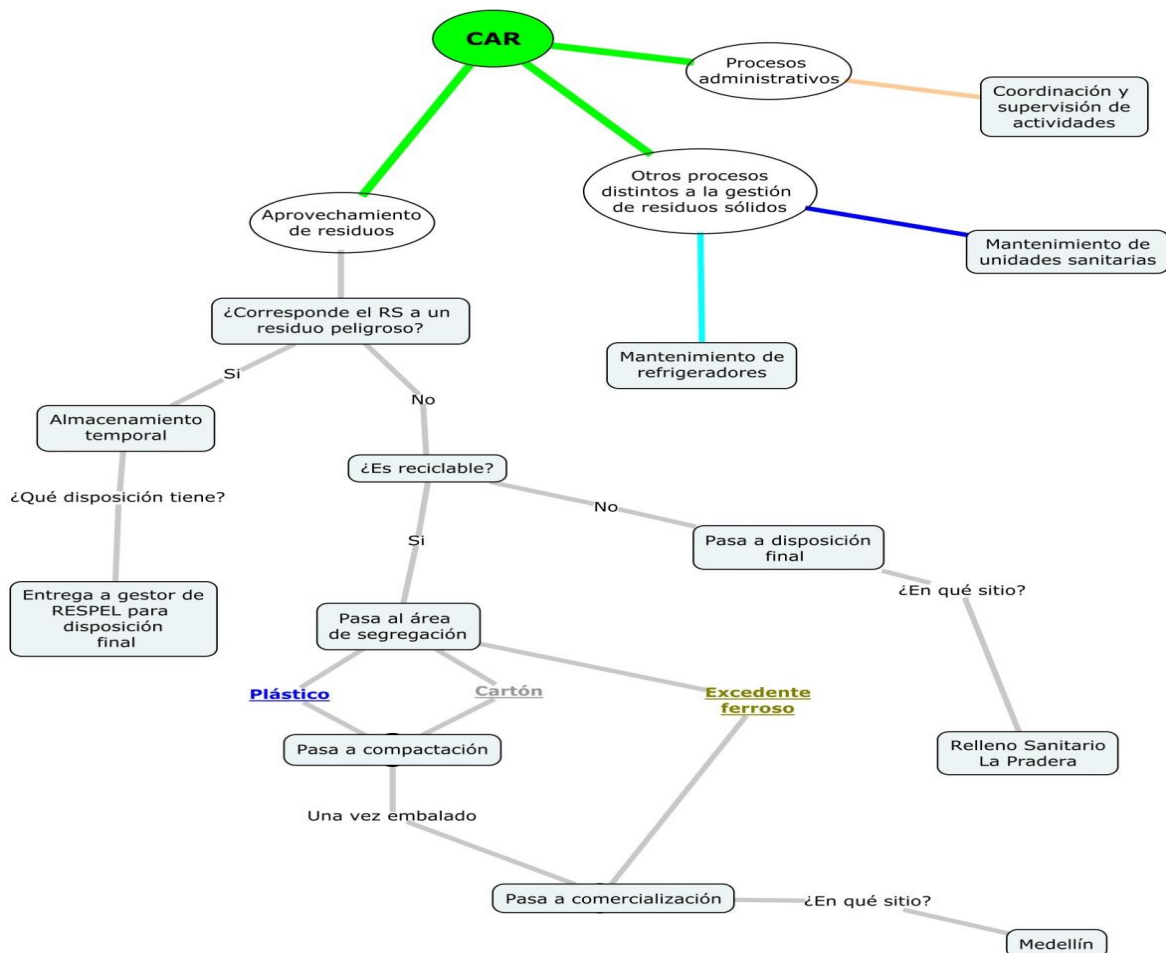 CAR
Procesos
administrativos
Coordinación y
supervisión de
actividades
Otros procesos
distintos a la gestión
de residuos sólidos
Mantenimiento de
unidades sanitarias
Mantenimiento de
refrigeradores
Aprovechamiento
de residuos
¿Corresponde el RS a un
residuo peligroso?
Si
No
Almacenamiento
temporal
¿Qué disposición tiene?
Entrega a gestor de
RESPEL para
disposición
final
¿Es reciclable?
No
Si
Pasa a disposición
final
¿En qué sitio?
Relleno Sanitario
La Pradera
Pasa al área
de segregación
Plástico
Cartón
Excedente
ferroso
Pasa a compactación
Una vez embalado
Pasa a comercialización
¿En qué sitio?
Medellín